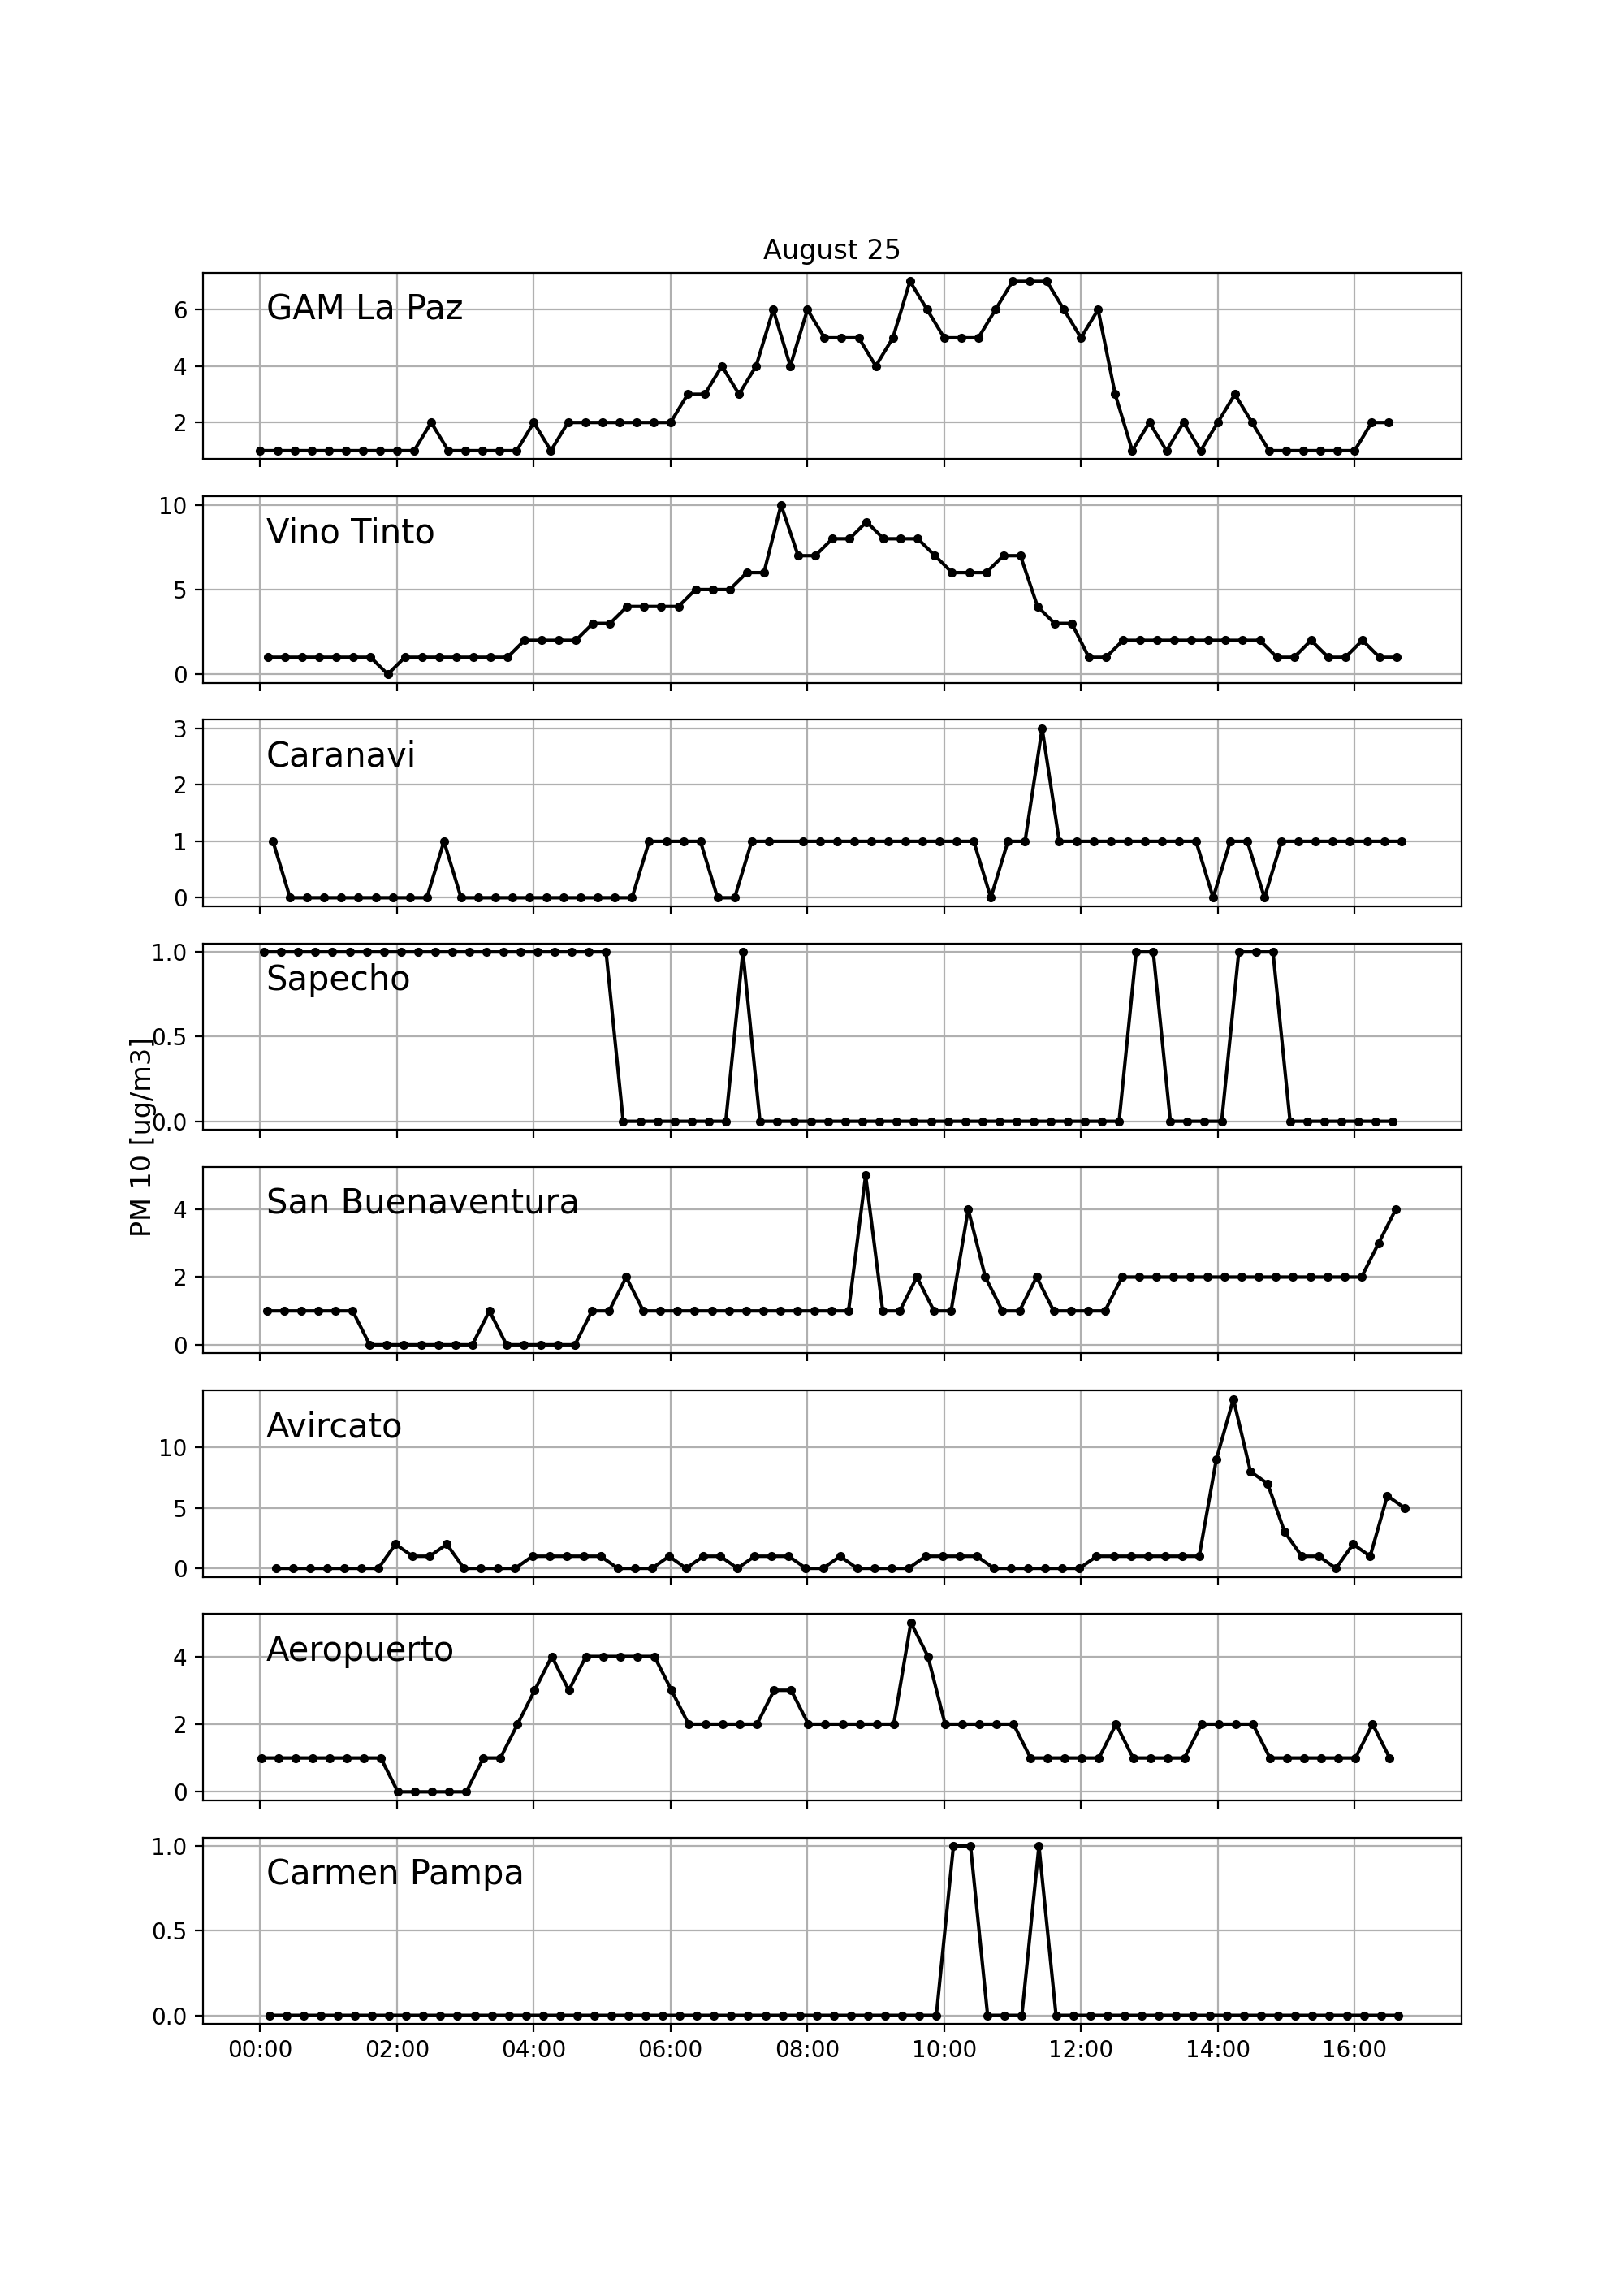 August 25
GAM La Paz
6
4
2
Vino Tinto
10
5
0
Caranavi
3
2
1
0
Sapecho
1.0
0.5
0.0
PM 10 [ug/m3]
San Buenaventura
4
2
0
Avircato
10
5
0
Aeropuerto
4
2
0
Carmen Pampa
1.0
0.5
0.0
00:00 02:00 04:00 06:00 08:00 10:00 12:00 14:00 16:00